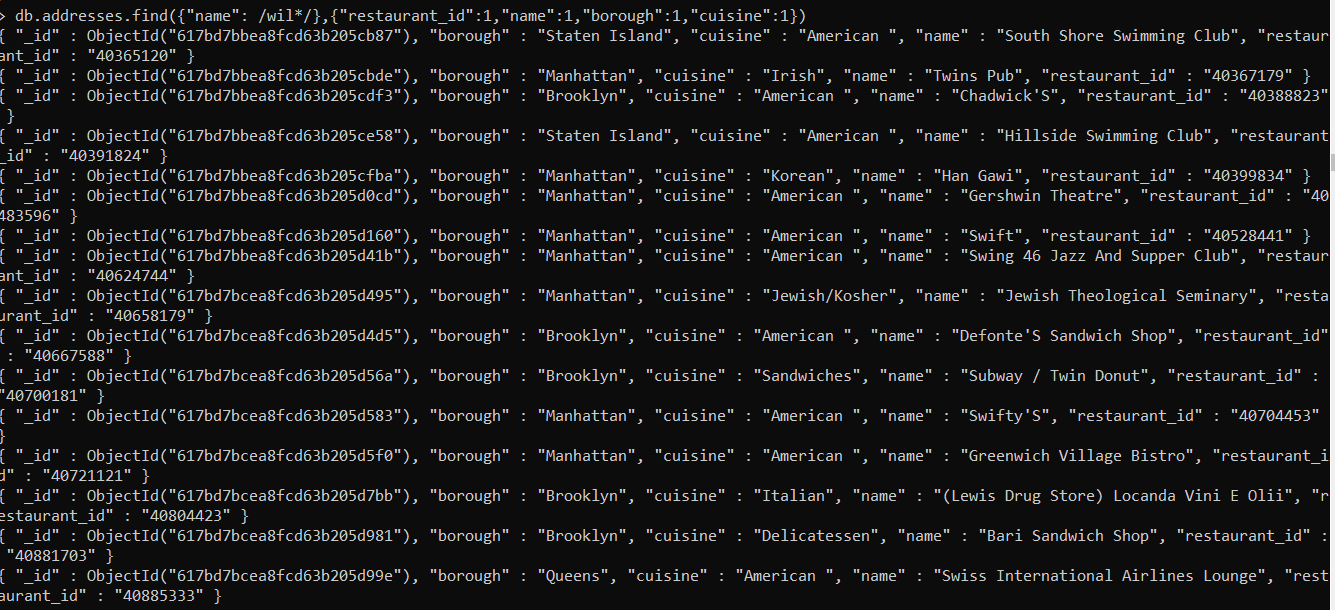 > db.addresses.find({"name": /wil*/},{"restaurant_id":1,"name":1,"borough":1,"cuisine":1})
{ "_id" : ObjectId("617bd7bbea8fcd63b205cb87"), "borough" : "Staten Island", "cuisine" : "American ", "name" : "South Shore Swimming Club", "restaur
ant_id" : "40365120" }
{ "_id" : ObjectId("617bd7bbea8fcd63b205cbde"), "borough" : "Manhattan", "cuisine" : "Irish", "name" : "Twins Pub", "restaurant_id" : "40367179" }
{ "_id" : ObjectId("617bd7bbea8fcd63b205cdf3"), "borough" : "Brooklyn", "cuisine" : "American ", "name" : "Chadwick'S", "restaurant_id" : "40388823"
}
{ "_id" : ObjectId("617bd7bbea8fcd63b205ce58"), "borough" : "Staten Island", "cuisine" : "American ", "name" : "Hillside Swimming Club", "restaurant
_id" : "40391824" }
{ "_id" : ObjectId("617bd7bbea8fcd63b205cfba"), "borough" : "Manhattan", "cuisine" : "Korean", "name" : "Han Gawi", "restaurant_id" : "40399834" }
{ "_id" : ObjectId("617bd7bbea8fcd63b205d0cd"), "borough" : "Manhattan", "cuisine" : "American ", "name" : "Gershwin Theatre", "restaurant_id" : "40
483596" }
{ "_id" : ObjectId("617bd7bbea8fcd63b205d160"), "borough" : "Manhattan", "cuisine" : "American ", "name" : "Swift", "restaurant_id" : "40528441" }
{ "_id" : ObjectId("617bd7bbea8fcd63b205d41b"), "borough" : "Manhattan", "cuisine" : "American ", "name" : "Swing 46 Jazz And Supper Club", "restaur
ant_id" : "40624744" }
{ "_id" : ObjectId("617bd7bcea8fcd63b205d495"), "borough" : "Manhattan", "cuisine" : "Jewish/Kosher", "name" : "Jewish Theological Seminary", "resta
urant_id" : "40658179" }
{ "_id" : ObjectId("617bd7bcea8fcd63b205d4d5"), "borough" : "Brooklyn", "cuisine" : "American ", "name" : "Defonte'S Sandwich Shop", "restaurant_id"
: "40667588" }
{ "_id" : ObjectId("617bd7bcea8fcd63b205d56a"), "borough" : "Brooklyn", "cuisine" : "Sandwiches", "name" : "Subway / Twin Donut", "restaurant_id" :
"40700181" }
{ "_id" : ObjectId("617bd7bcea8fcd63b205d583"), "borough" : "Manhattan", "cuisine" : "American ", "name" : "Swifty'S", "restaurant_id" : "40704453"
}
{ "_id" : ObjectId("617bd7bcea8fcd63b205d5f0"), "borough" : "Manhattan", "cuisine" : "American ", "name" : "Greenwich Village Bistro", "restaurant_i
d" : "40721121" }
{ "_id" : ObjectId("617bd7bcea8fcd63b205d7bb"), "borough" : "Brooklyn", "cuisine" : "Italian", "name" : "(Lewis Drug Store) Locanda Vini E Olii", "r
estaurant_id" : "40804423" }
{ "_id" : ObjectId("617bd7bcea8fcd63b205d981"), "borough" : "Brooklyn", "cuisine" : "Delicatessen", "name" : "Bari Sandwich Shop", "restaurant_id" :
"40881703" }
{ "_id" : ObjectId("617bd7bcea8fcd63b205d99e"), "borough" : "Queens", "cuisine" : "American ", "name" : "Swiss International Airlines Lounge", "rest
aurant_id" : "40885333" }